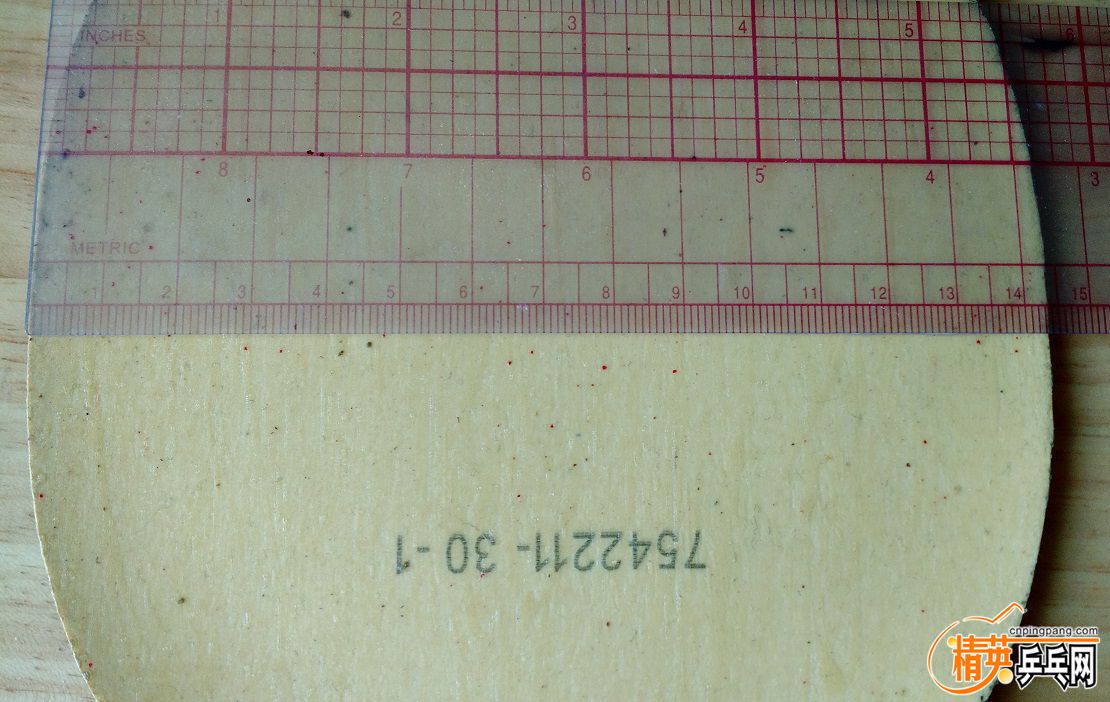 1 2 3 4 5 6
INCHES
8 7 6 5 4 3
METRIC
1 2 3 4 5 6 7 8 9 10 11 12 13 14 15
7542211- 30 -1
cnpingpang.com
精英乒乓网